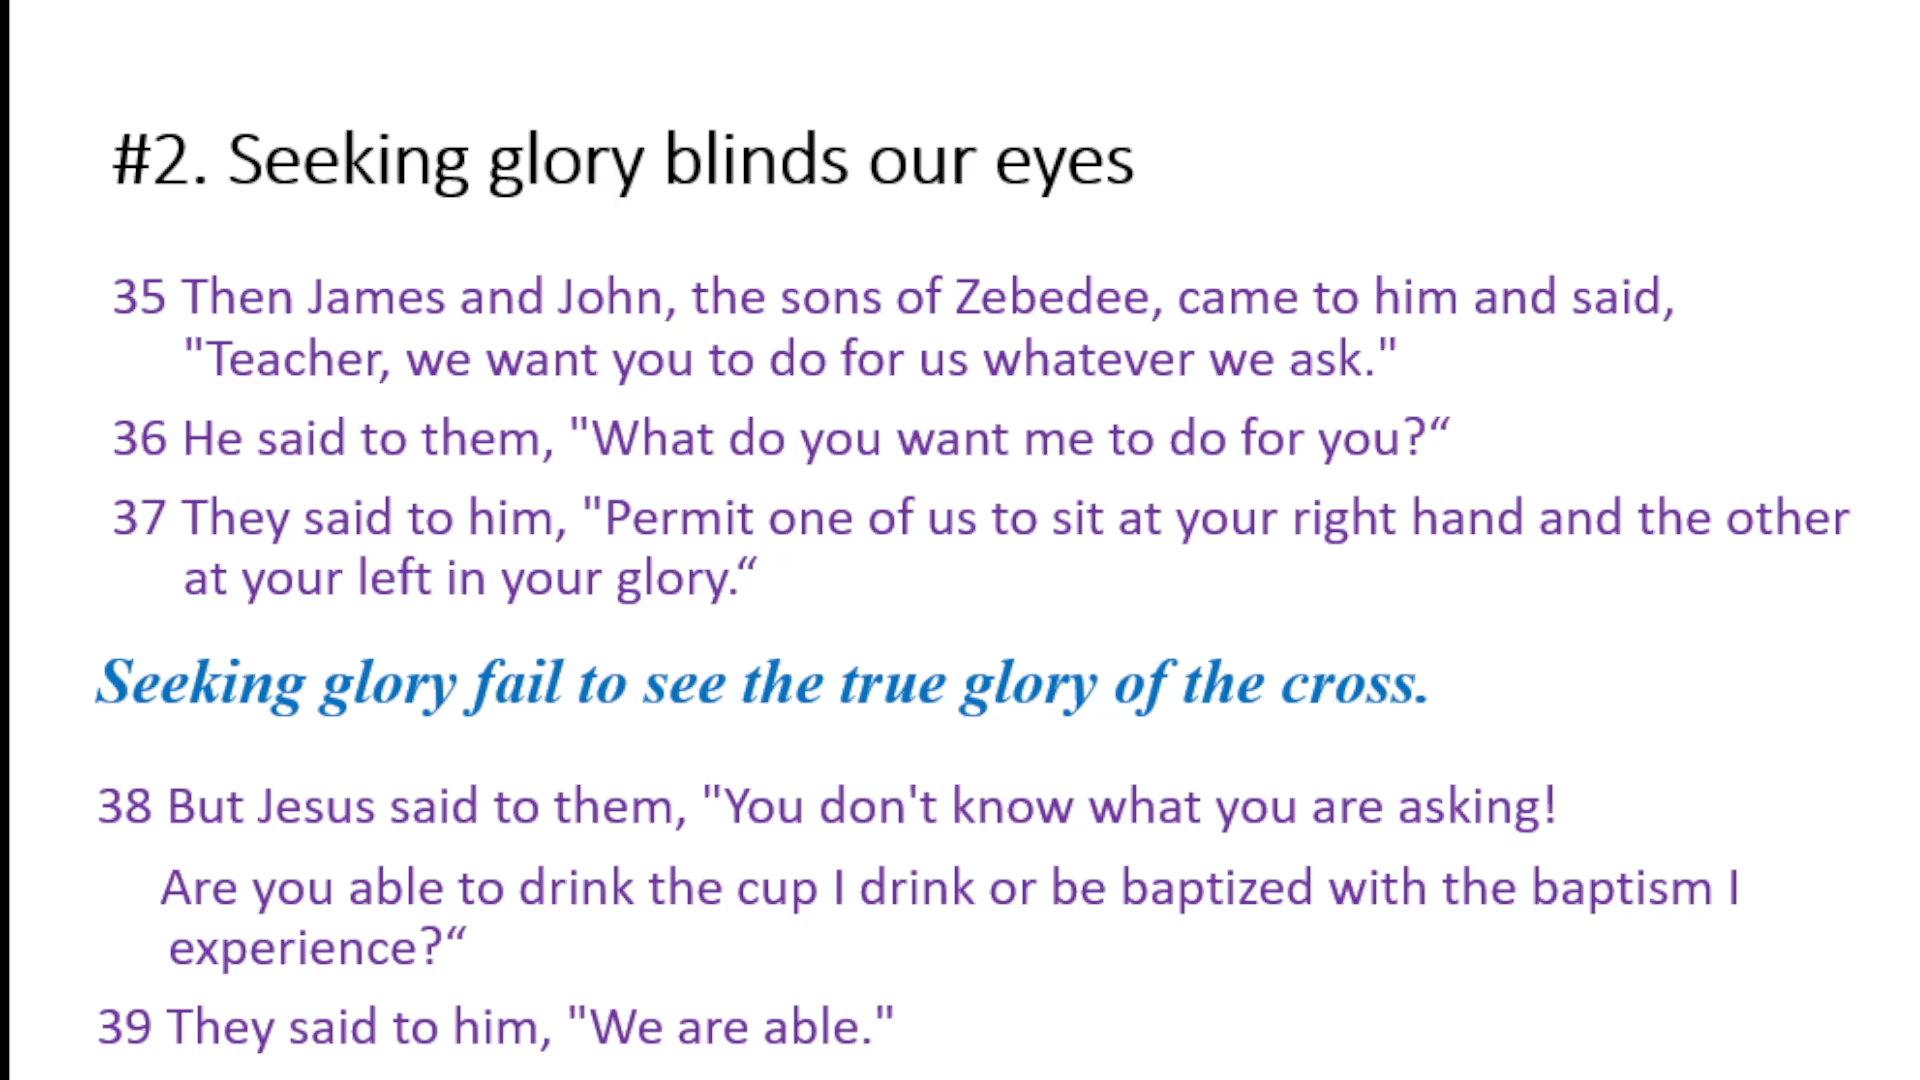 #2. Seeking glory blinds our eyes
35 Then James and John, the sons of Zebedee, came to him and said,
"Teacher, we want you to do for us whatever we ask."
36 He said to them, "What do you want me to do for you?“
37 They said to him, "Permit one of us to sit at your right hand and the other
at your left in your glory.“
Seeking glory fail to see the true glory of the cross.
38 But Jesus said to them, "You don't know what you are asking!
Are you able to drink the cup I drink or be baptized with the baptism I
experience?“
39 They said to him, "We are able."